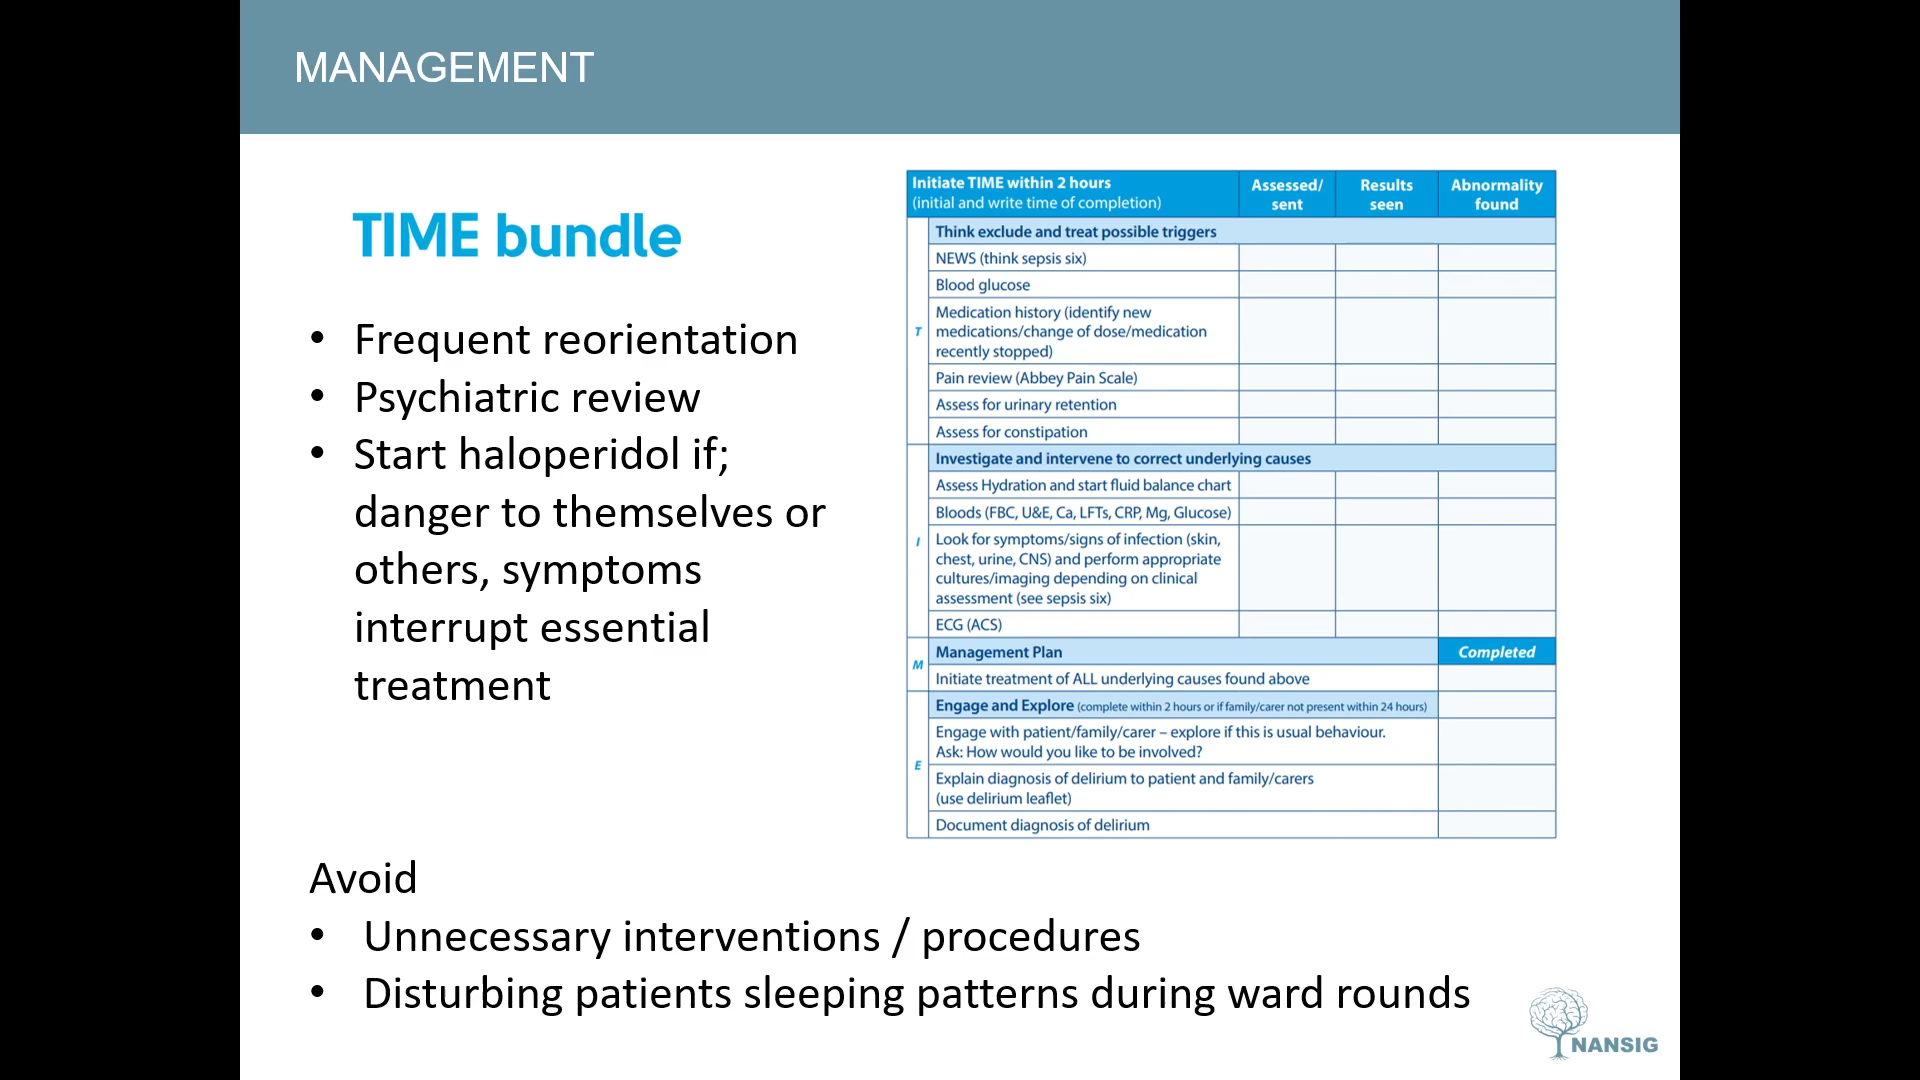 MANAGEMENT
TIME bundle
• Frequent reorientation
• Psychiatric review
• Start haloperidol if;
danger to themselves or
others, symptoms
interrupt essential
treatment
Initiate TIME within 2 hours
(initial and write time of completion)
Assessed/
sent
Results
seen
Abnormality
found
T
Think exclude and treat possible triggers
NEWS (think sepsis six)
Blood glucose
Medication history (identify new
medications/change of dose/medication
recently stopped)
Pain review (Abbey Pain Scale)
Assess for urinary retention
Assess for constipation
I
Investigate and intervene to correct underlying causes
Assess Hydration and start fluid balance chart
Bloods (FBC, U&E, Ca, LFTs, CRP, Mg, Glucose)
Look for symptoms/signs of infection (skin,
chest, urine, CNS) and perform appropriate
cultures/imaging depending on clinical
assessment (see sepsis six)
ECG (ACS)
M
Management Plan
Completed
Initiate treatment of ALL underlying causes found above
E
Engage and Explore (complete within 2 hours or if family/carer not present within 24 hours)
Engage with patient/family/carer – explore if this is usual behaviour.
Ask: How would you like to be involved?
Explain diagnosis of delirium to patient and family/carers
(use delirium leaflet)
Document diagnosis of delirium
Avoid
• Unnecessary interventions / procedures
• Disturbing patients sleeping patterns during ward rounds
NANSIG